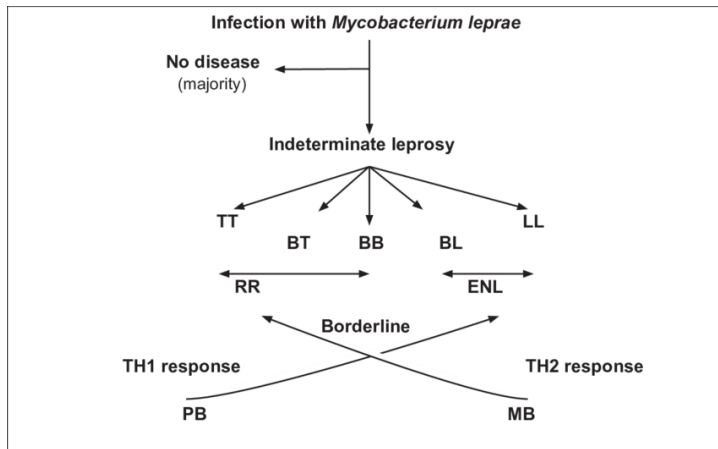 Infection with Mycobacterium leprae
No disease
(majority)
Indeterminate leprosy
TT
LL
BT
BB
BL
RR
ENL
Borderline
TH1 response
TH2 response
PB
MB